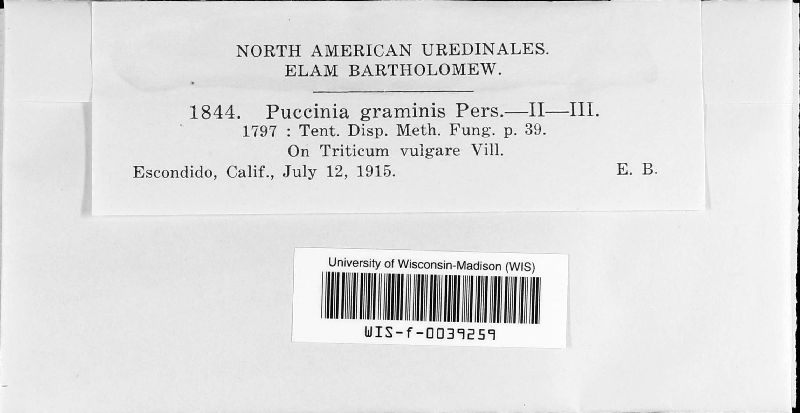 NORTH AMERICAN UREDINALES.
ELAM BARTHOLOMEW.
1844. Puccinia graminis Pers.—II—III.
1797 : Tent. Disp. Meth. Fung. p. 39.
On Triticum vulgare Vill.
Escondido, Calif., July 12, 1915. E. B.
University of Wisconsin-Madison (WIS)
WIS-f-0039259